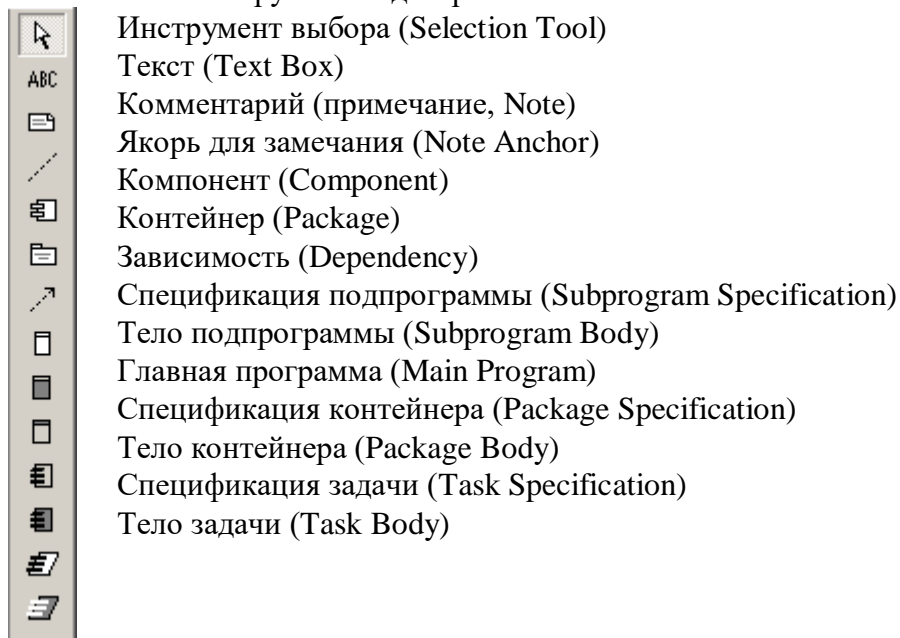 Инструмент выбора (Selection Tool)
ABC
Текст (Text Box)
Комментарий (примечание, Note)
Якорь для замечания (Note Anchor)
Компонент (Component)
Контейнер (Package)
Зависимость (Dependency)
Спецификация подпрограммы (Subprogram Specification)
Тело подпрограммы (Subprogram Body)
Главная программа (Main Program)
Спецификация контейнера (Package Specification)
Тело контейнера (Package Body)
Спецификация задачи (Task Specification)
Тело задачи (Task Body)